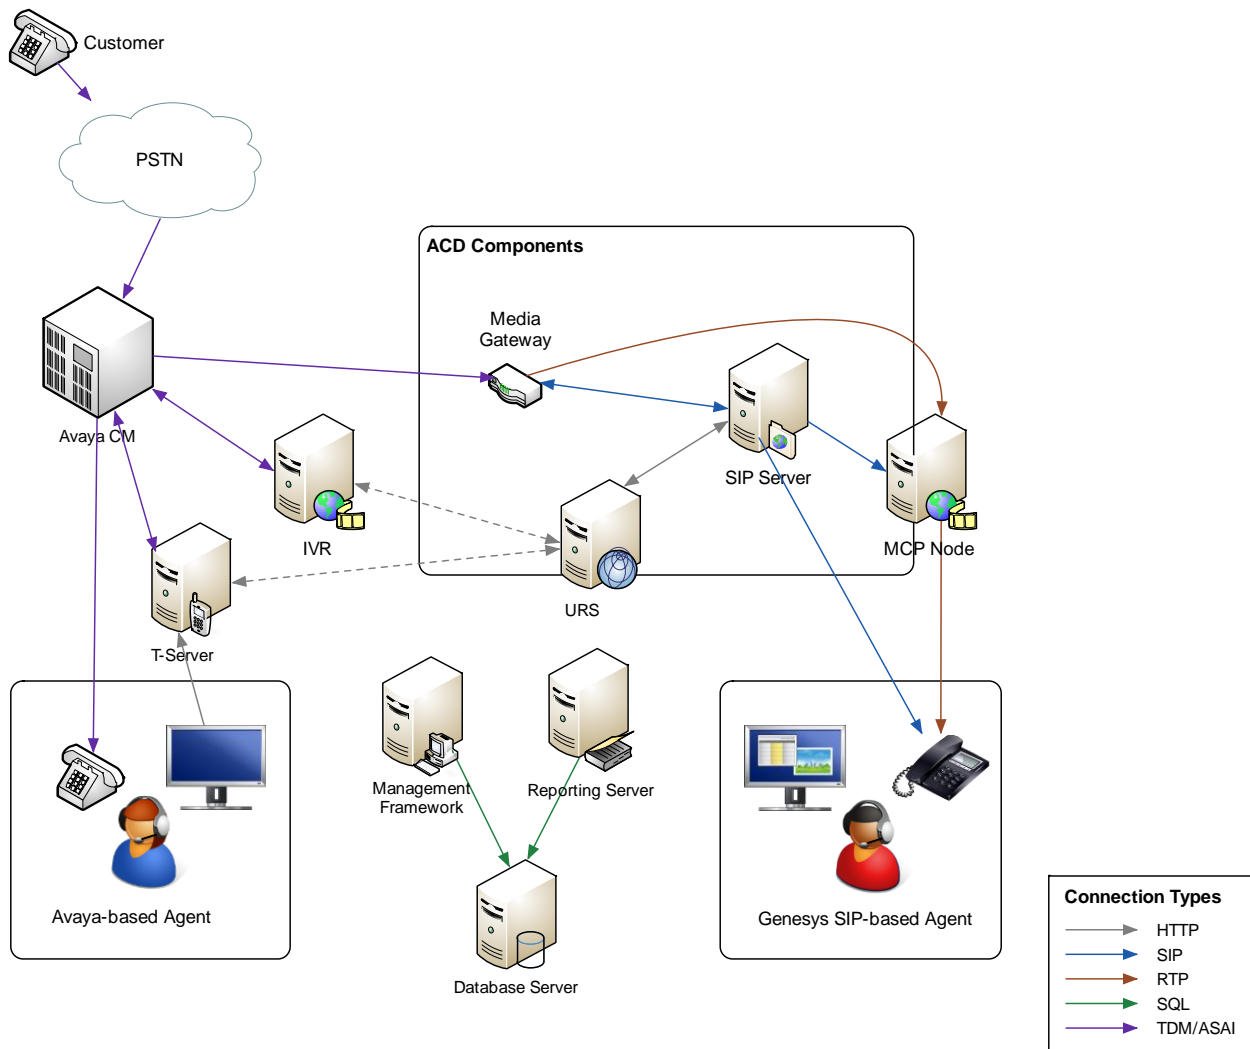 Customer
PSTN
ACD Components
Media
Gateway
Avaya CM
SIP Server
IVR
MCP Node
URS
T-Server
Management
Framework
Reporting Server
Avaya-based Agent
Genesys SIP-based Agent
Database Server
Connection Types
HTTP
SIP
RTP
SQL
TDM/ASAI